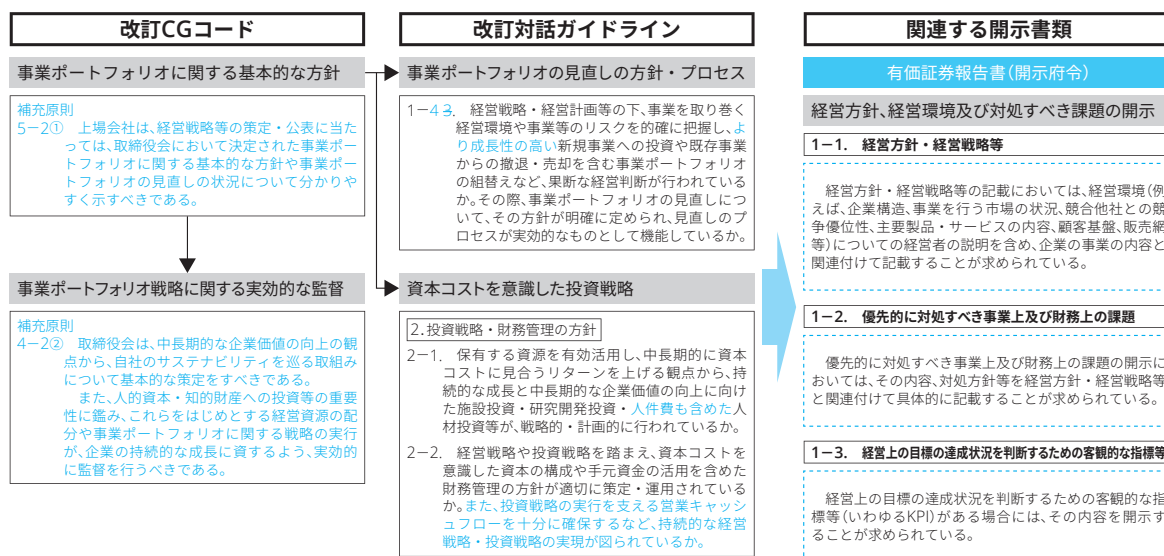 改訂CGコード
事業ポートフォリオに関する基本的な方針
補充原則
5−2① 上場会社は、経営戦略等の策定・公表に当た
っては、取締役会において決定された事業ポー
トフォリオに関する基本的な方針や事業ポー
トフォリオの見直しの状況について分かりや
すく示すべきである。
事業ポートフォリオ戦略に関する実効的な監督
補充原則
4−2② 取締役会は、中長期的な企業価値の向上の観
点から、自社のサステナビリティを巡る取組み
について基本的な策定をすべきである。
また、人的資本・知的財産への投資等の重要
性に鑑み、これらをはじめとする経営資源の配
分や事業ポートフォリオに関する戦略の実行
が、企業の持続的な成長に資するよう、実効的
に監督を行うべきである。
改訂対話ガイドライン
事業ポートフォリオの見直しの方針・プロセス
1−43. 経営戦略・経営計画等の下、事業を取り巻く
経営環境や事業等のリスクを的確に把握し、よ
り成長性の高い新規事業への投資や既存事業
からの撤退・売却を含む事業ポートフォリオ
の組替えなど、果断な経営判断が行われている
か。その際、事業ポートフォリオの見直しにつ
いて、その方針が明確に定められ、見直しのプ
ロセスが実効的なものとして機能しているか。
資本コストを意識した投資戦略
2.投資戦略・財務管理の方針
2−1. 保有する資源を有効活用し、中長期的に資本
コストに見合うリターンを上げる観点から、持
続的な成長と中長期的な企業価値の向上に向け
た施設投資・研究開発投資・人件費も含めた人
材投資等が、戦略的・計画的に行われているか。
2−2. 経営戦略や投資戦略を踏まえ、資本コストを
意識した資本の構成や手元資金の活用を含めた
財務管理の方針が適切に策定・運用されている
か。また、投資戦略の実行を支える営業キャッシ
ュフローを十分に確保するなど、持続的な経営
戦略・投資戦略の実現が図られているか。
関連する開示書類
有価証券報告書(開示府令)
経営方針、経営環境及び対処すべき課題の開示
1−1. 経営方針・経営戦略等
経営方針・経営戦略等の記載においては、経営環境(例
えば、企業構造、事業を行う市場の状況、競合他社との競
争優位性、主要製品・サービスの内容、顧客基盤、販売網
等)についての経営者の説明を含め、企業の事業の内容と
関連付けて記載することが求められている。
1−2. 優先的に対処すべき事業上及び財務上の課題
優先的に対処すべき事業上及び財務上の課題の開示に
おいては、その内容、対処方針等を経営方針・経営戦略等
と関連付けて具体的に記載することが求められている。
1−3. 経営上の目標の達成状況を判断するための客観的な指標等
経営上の目標の達成状況を判断するための客観的な指
標等(いわゆるKPI)がある場合には、その内容を開示す
ることが求められている。